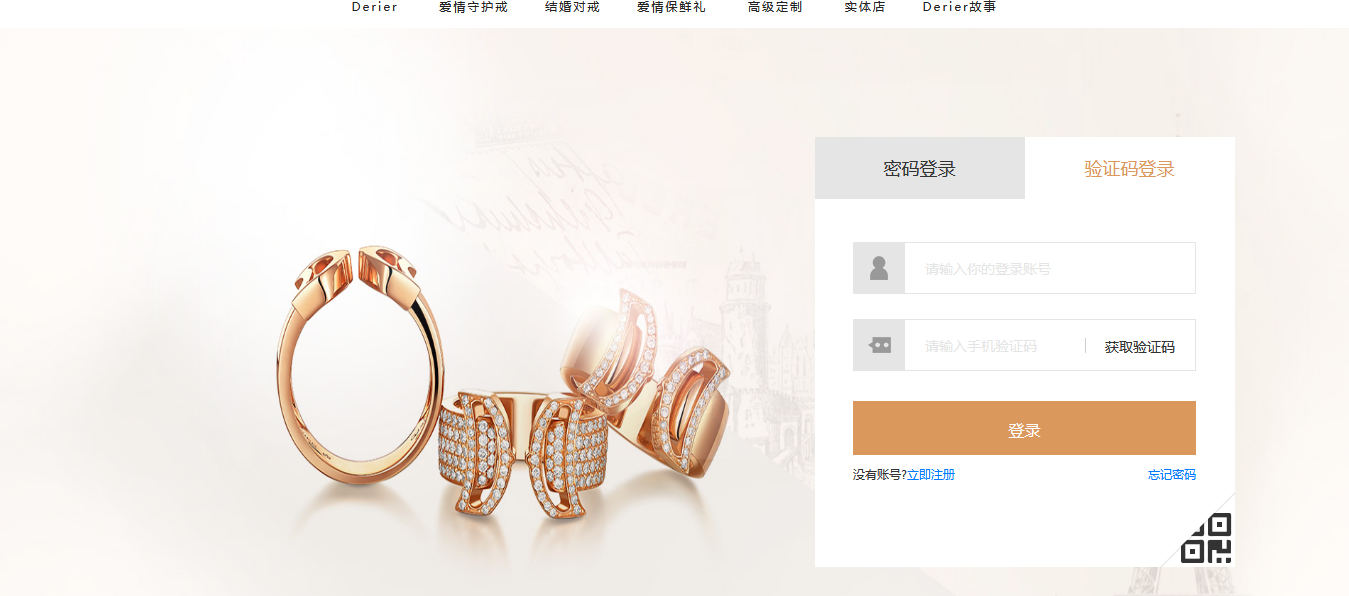 Derier 爱情守护戒 结婚对戒 爱情保鲜礼 高级定制 实体店 Derier故事
密码登录 验证码登录
请输入你的登录账号
请输入手机验证码 获取验证码
登录
没有账号?立即注册 忘记密码